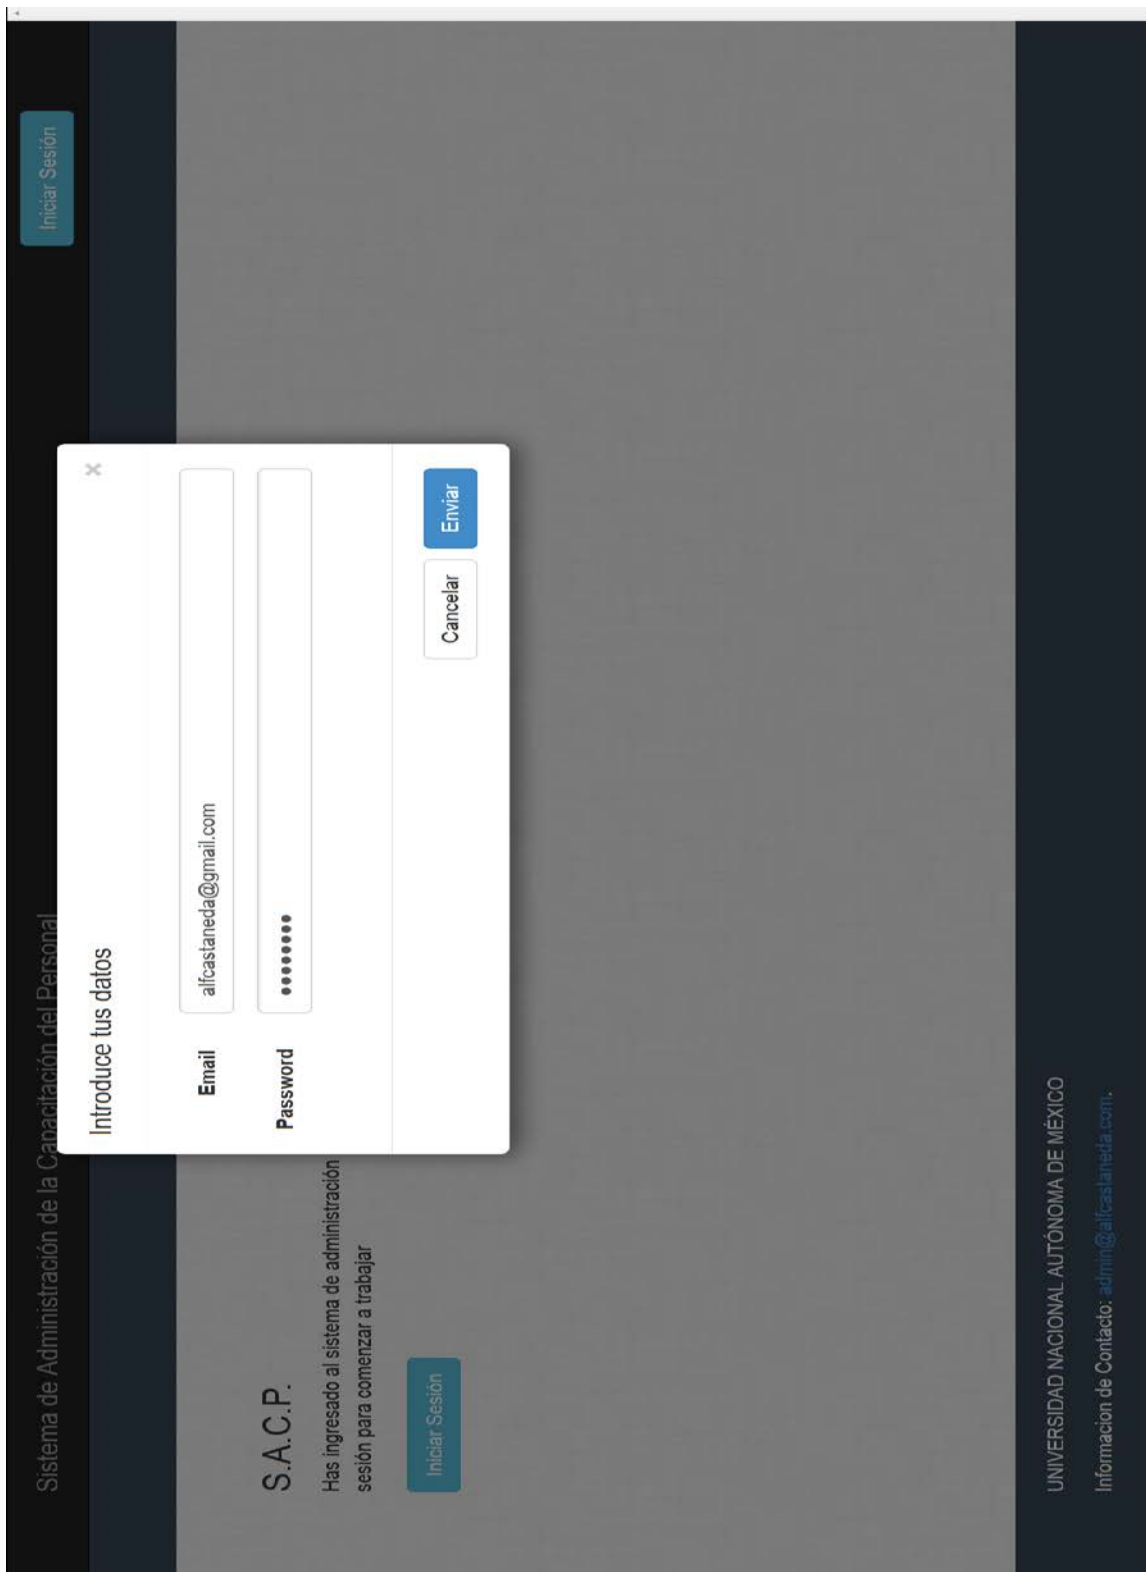 Sistema de Administración de la Capacitación del Personal
Iniciar Sesión
Introduce tus datos
×
Email
alfcastaneda@gmail.com
Password
••••••••
Cancelar
Enviar
S.A.C.P.
Has ingresado al sistema de administración
sesión para comenzar a trabajar
Iniciar Sesión
UNIVERSIDAD NACIONAL AUTÓNOMA DE MÉXICO
Informacion de Contacto: admin@alfcastaneda.com.